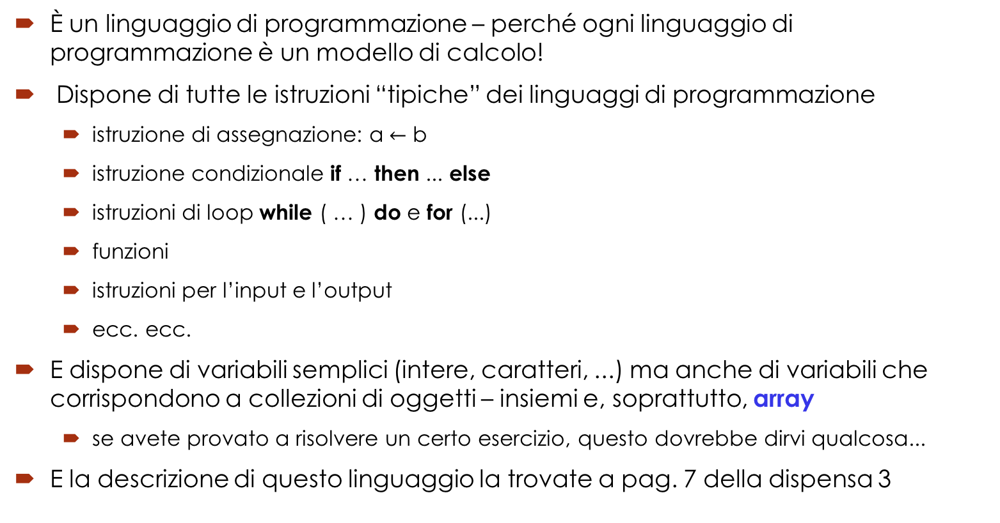 È un linguaggio di programmazione – perché ogni linguaggio di
programmazione è un modello di calcolo!
Dispone di tutte le istruzioni “tipiche” dei linguaggi di programmazione
istruzione di assegnazione: a ← b
istruzione condizionale if … then ... else
istruzioni di loop while ( … ) do e for (...)
funzioni
istruzioni per l’input e l’output
ecc. ecc.
E dispone di variabili semplici (intere, caratteri, ...) ma anche di variabili che
corrispondono a collezioni di oggetti – insiemi e, soprattutto, array
se avete provato a risolvere un certo esercizio, questo dovrebbe dirvi qualcosa...
E la descrizione di questo linguaggio la trovate a pag. 7 della dispensa 3